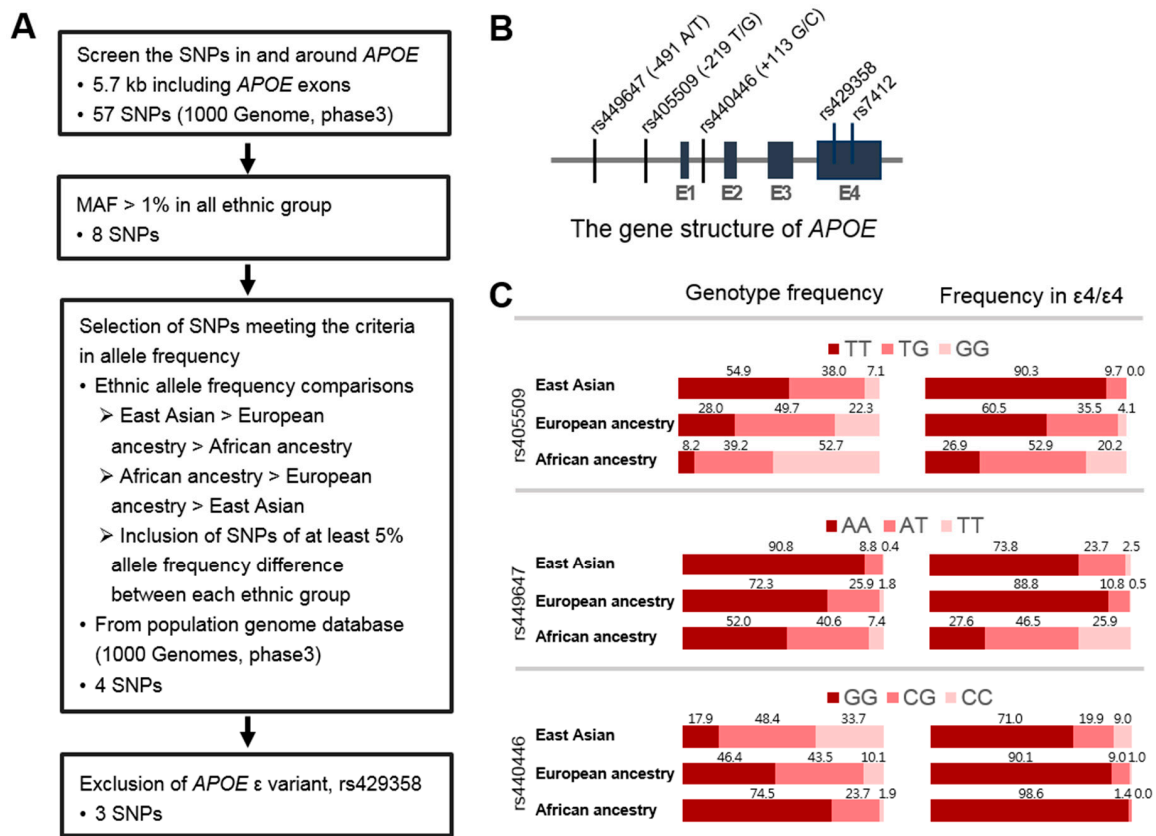 A
Screen the SNPs in and around APOE
• 5.7 kb including APOE exons
• 57 SNPs (1000 Genome, phase3)
MAF > 1% in all ethnic group
• 8 SNPs
Selection of SNPs meeting the criteria
in allele frequency
• Ethnic allele frequency comparisons
➢ East Asian > European
ancestry > African ancestry
➢ African ancestry > European
ancestry > East Asian
➢ Inclusion of SNPs of at least 5%
allele frequency difference
between each ethnic group
• From population genome database
(1000 Genomes, phase3)
• 4 SNPs
Exclusion of APOE ε variant, rs429358
• 3 SNPs
B
rs449647 (-491 A/T)
rs405509 (-219 T/G)
rs440446 (+113 G/C)
rs429358
rs7412
E1 E2 E3 E4
The gene structure of APOE
C
Genotype frequency Frequency in ε4/ε4
rs405509
TT TG GG
54.9 38.0 7.1 90.3 9.7 0.0
East Asian
28.0 49.7 22.3 60.5 35.5 4.1
European ancestry
8.2 39.2 52.7 26.9 52.9 20.2
African ancestry
rs449647
AA AT TT
90.8 8.8 0.4 73.8 23.7 2.5
East Asian
72.3 25.9 1.8 88.8 10.8 0.5
European ancestry
52.0 40.6 7.4 27.6 46.5 25.9
African ancestry
rs440446
GG CG CC
17.9 48.4 33.7 71.0 19.9 9.0
East Asian
46.4 43.5 10.1 90.1 9.0 1.0
European ancestry
74.5 23.7 1.9 98.6 1.4 0.0
African ancestry